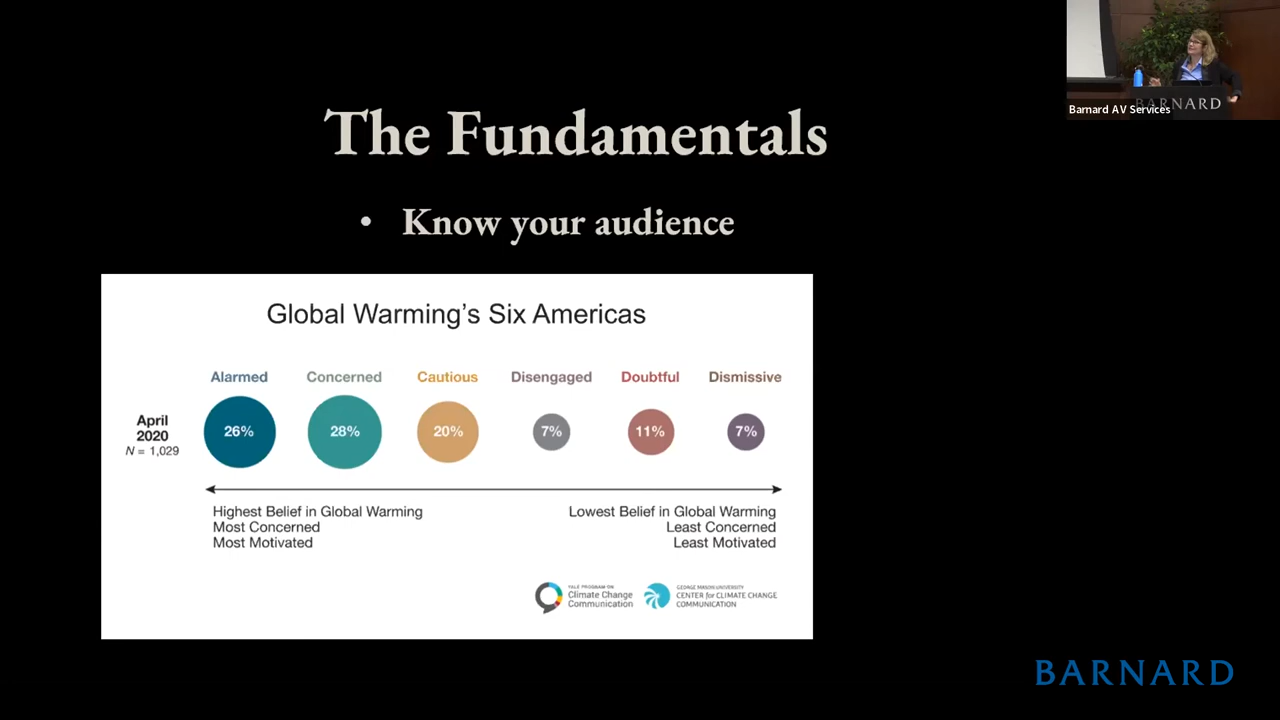 The Fundamentals
• Know your audience
Global Warming's Six Americas
Alarmed Concerned Cautious Disengaged Doubtful Dismissive
April
2020
N = 1,029
26% 28% 20% 7% 11% 7%
Highest Belief in Global Warming
Most Concerned
Most Motivated
Lowest Belief in Global Warming
Least Concerned
Least Motivated
YALE PROGRAM ON
Climate Change
Communication
GEORGE MASON UNIVERSITY
CENTER for CLIMATE CHANGE
COMMUNICATION
BARNARD
Barnard AV Services
BARNARD